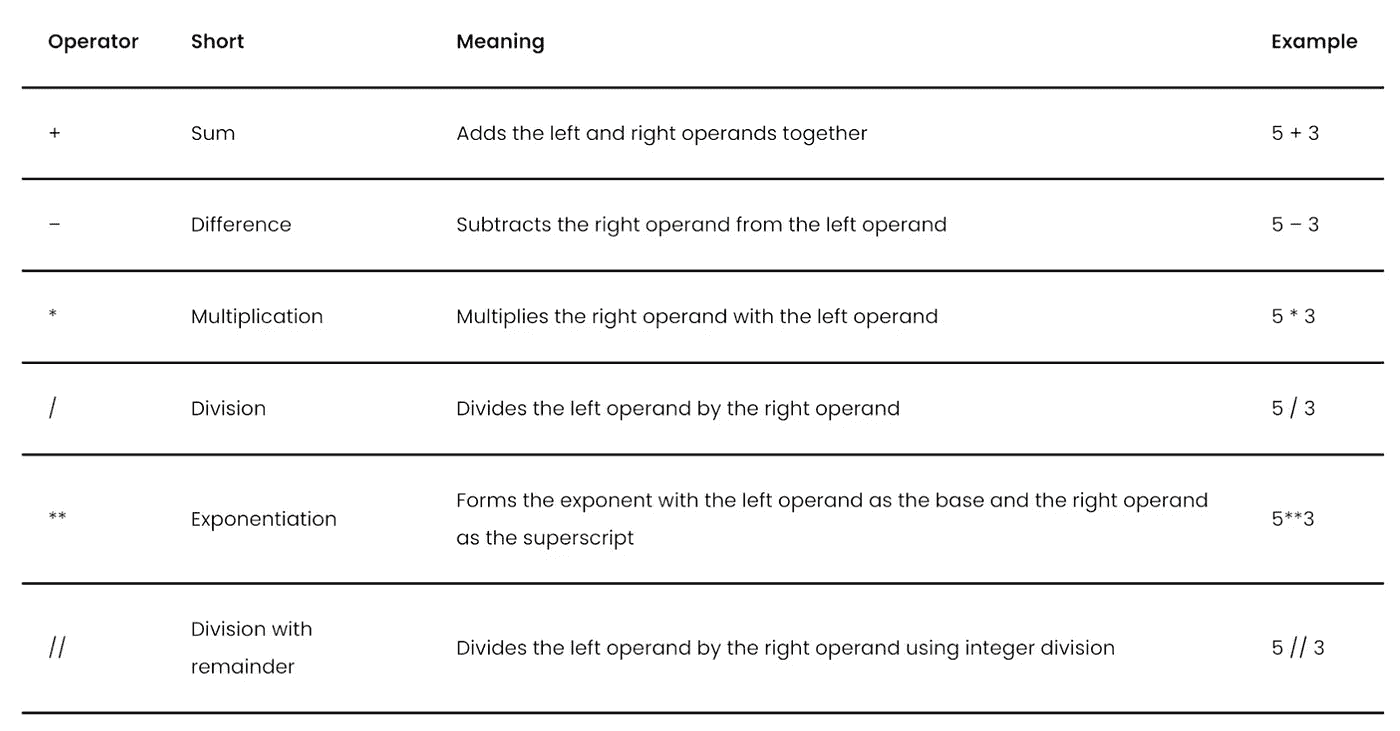 Operator Short Meaning Example
+ Sum Adds the left and right operands together 5 + 3
– Difference Subtracts the right operand from the left operand 5 – 3
* Multiplication Multiplies the right operand with the left operand 5 * 3
/ Division Divides the left operand by the right operand 5 / 3
** Exponentiation Forms the exponent with the left operand as the base and the right operand
as the superscript 5**3
// Division with
remainder Divides the left operand by the right operand using integer division 5 // 3